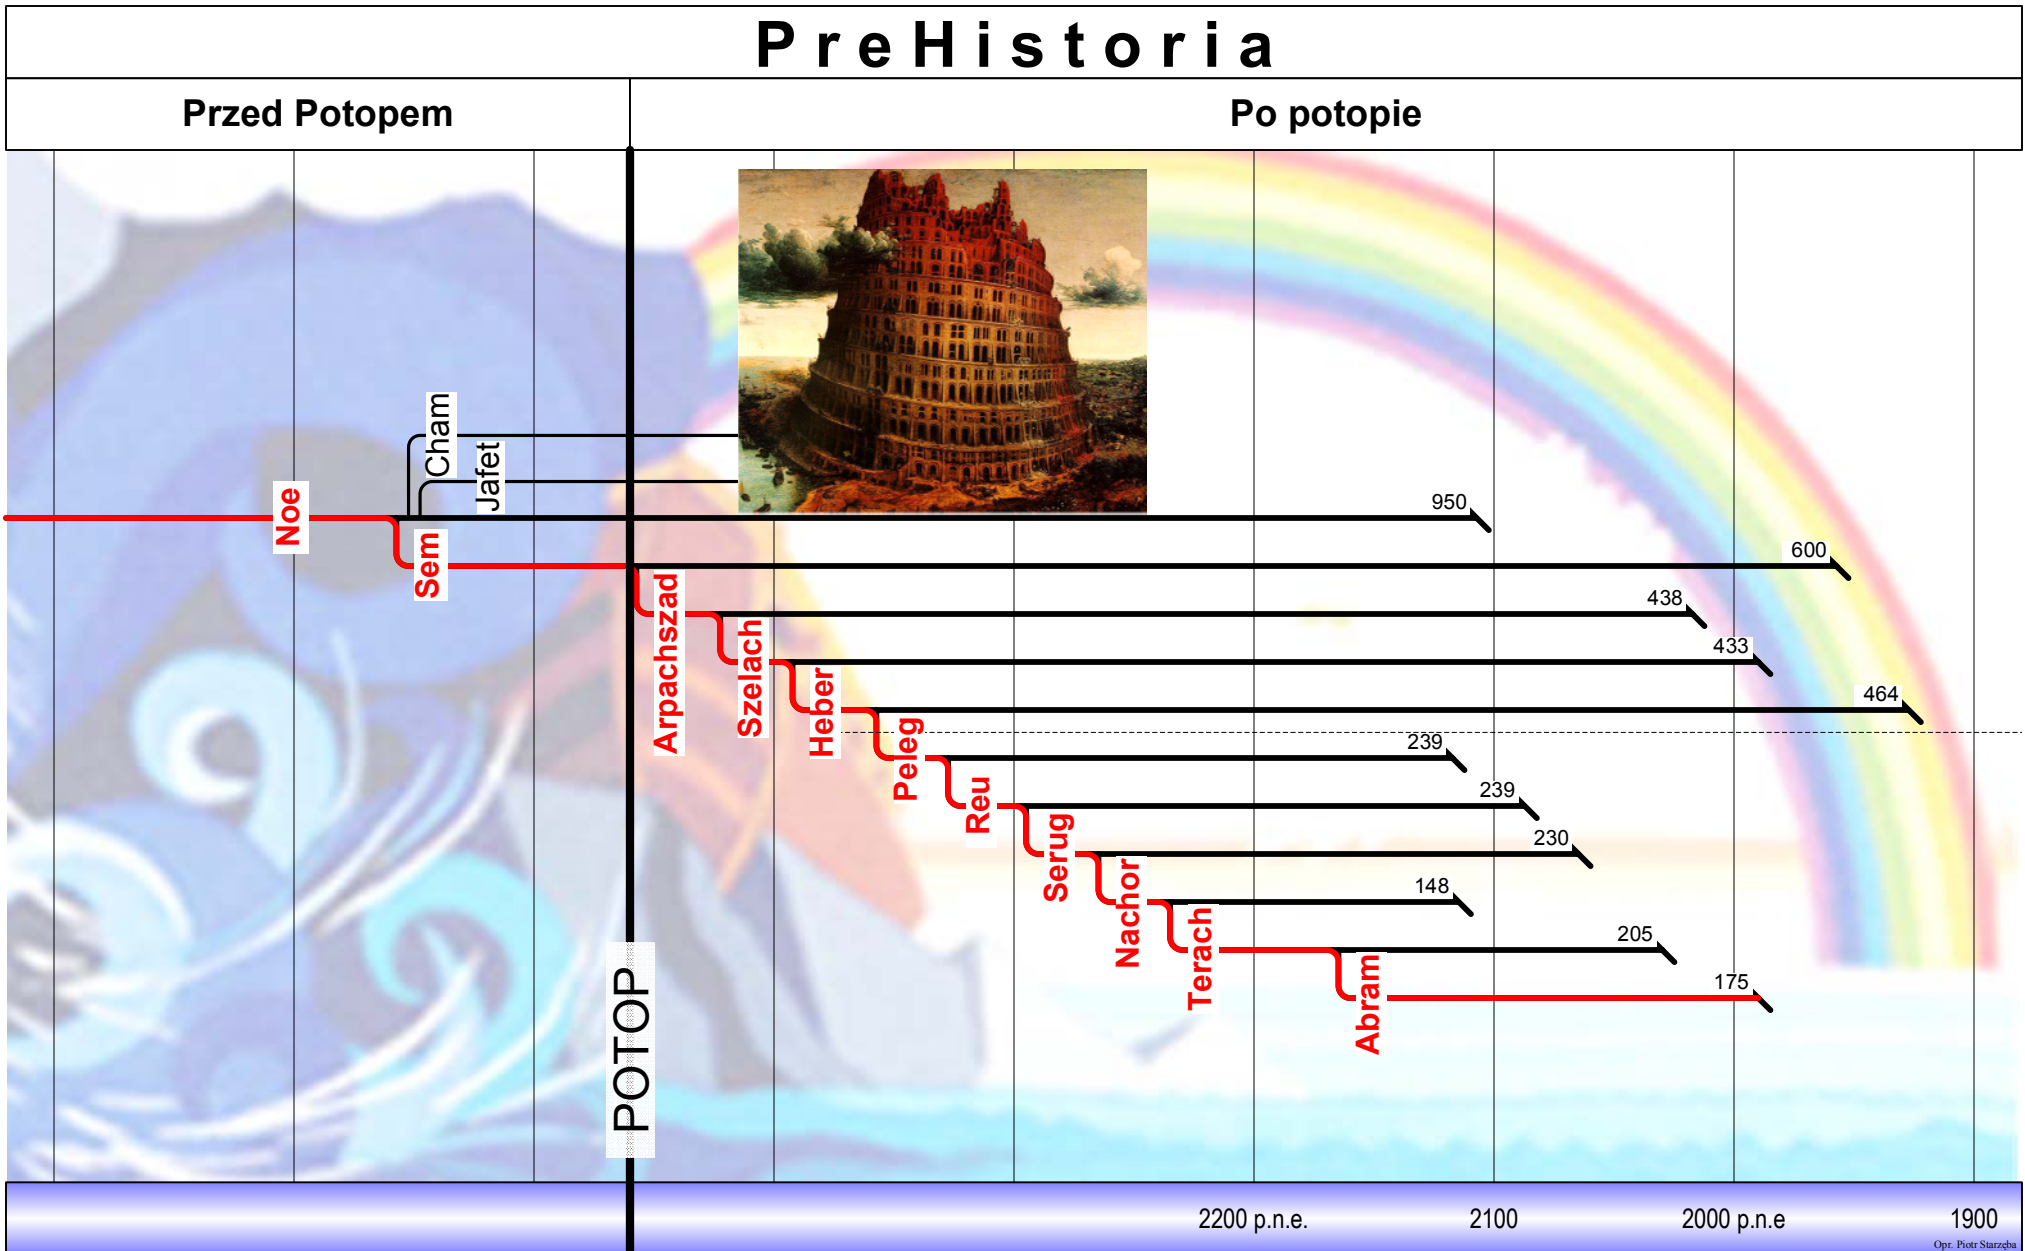 PreHistoria
Przed Potopem
Po potopie
Cham
Jafet
Noe
950
Sem
600
Arpachszad
438
Szelach
433
Heber
464
Peleg
239
Reu
239
Serug
230
Nachor
148
Terach
205
Abram
175
POTOP
2200 p.n.e.
2100
2000 p.n.e
1900
Opr. Piotr Starzęba